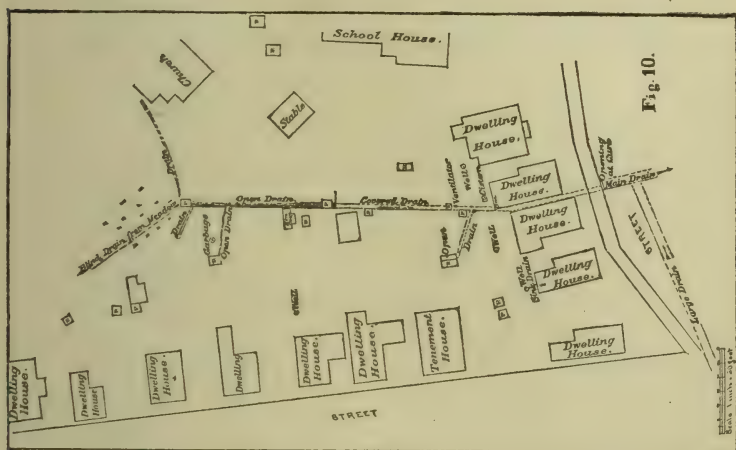 School House.
Church
Fig. 10.
Stable
Drain
Dwelling
House.
Ventilator
Well
Cistern
Opening
at Curb
Main Drain
Dwelling
House.
Open Drain
Covered Drain
Blind Drain from Meadow
Drain
Garbage
Open Drain
Open
Drain
Well
Dwelling
House.
STREET
Large Drain
Well
Sink Drain
Dwelling
House.
Well
Dwelling
House.
Dwelling
House
Dwelling
House.
Dwelling
Dwelling
House.
Dwelling
House.
Tenement
House.
Dwelling
House.
STREET